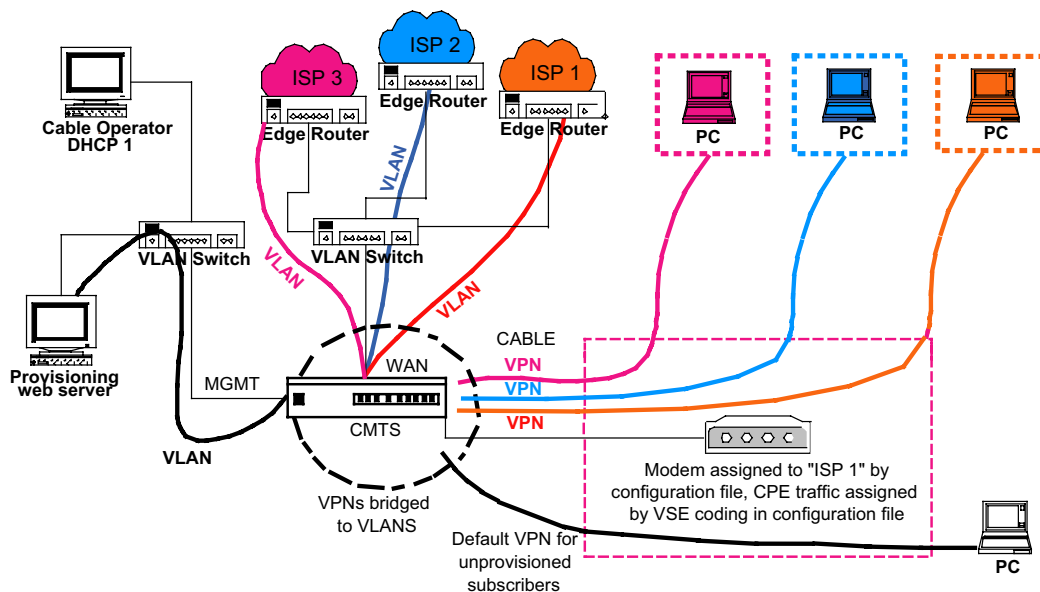 ISP 3
ISP 2
ISP 1
Edge Router
Edge Router
Edge Router
PC
PC
PC
Cable Operator
DHCP 1
VLAN
VLAN Switch
VLAN Switch
VLAN
VLAN
Provisioning
web server
MGMT
WAN
CABLE
VPN
VPN
VPN
CMTS
VLAN
VPNs bridged
to VLANS
Modem assigned to "ISP 1" by
configuration file, CPE traffic assigned
by VSE coding in configuration file
Default VPN for
unprovisioned
subscribers
PC